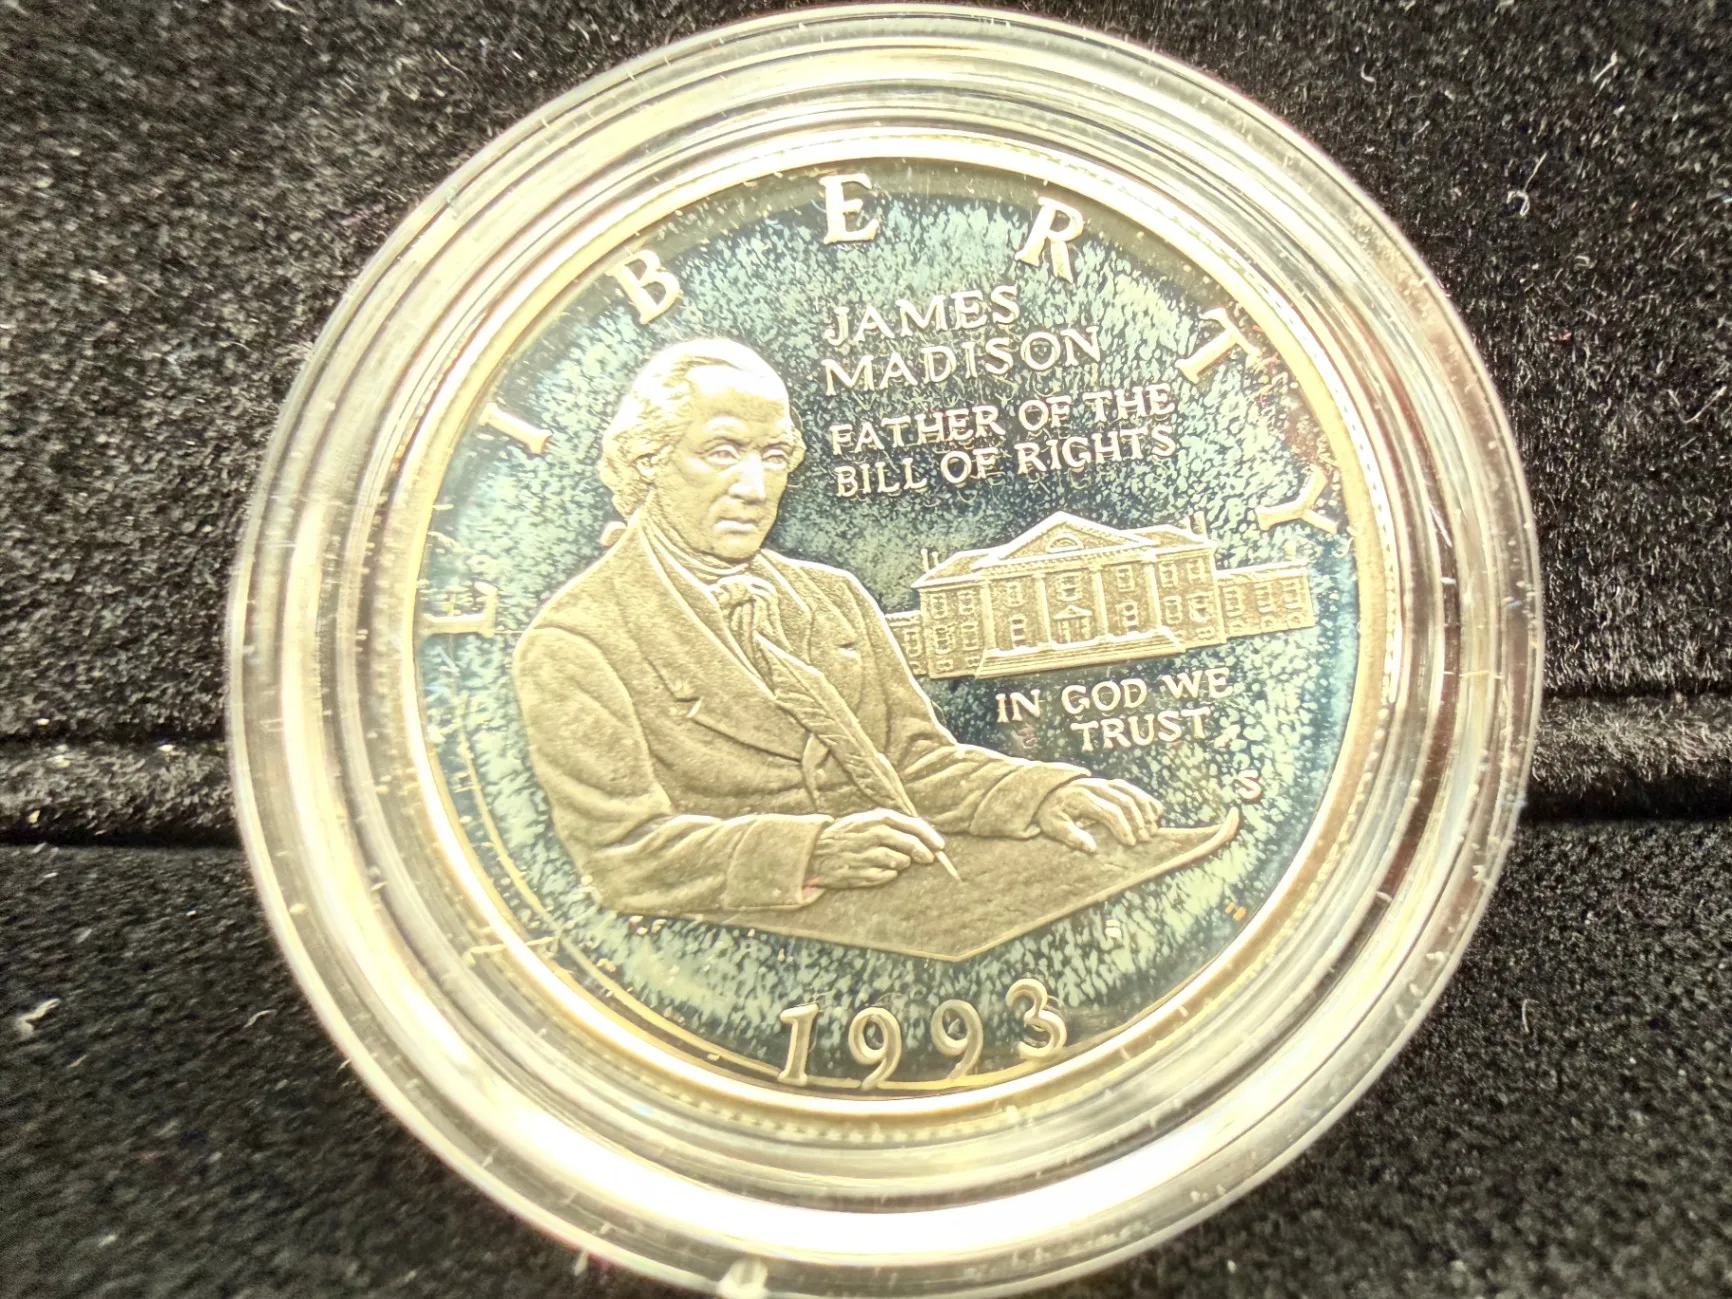 LIBERTY
JAMES
MADISON
FATHER OF THE
BILL OF RIGHTS
IN GOD WE
TRUST
S
1993